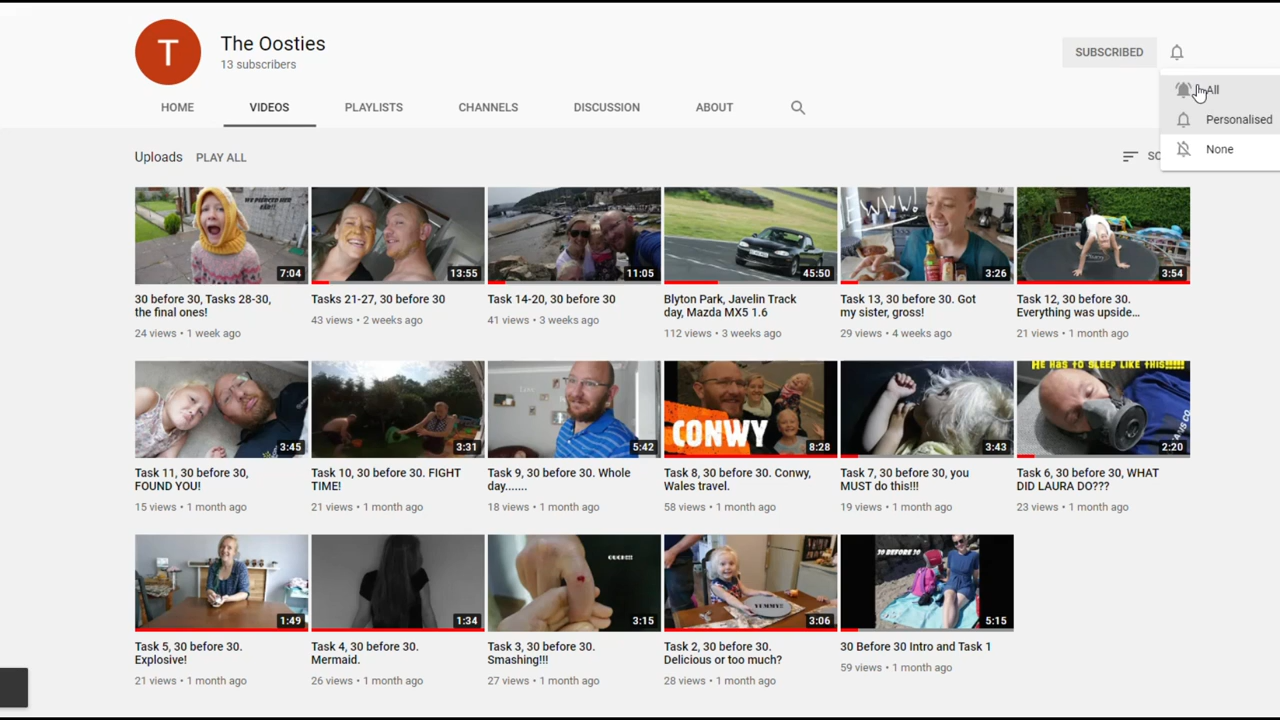 T
The Oosties
13 subscribers
SUBSCRIBED
HOME
VIDEOS
PLAYLISTS
CHANNELS
DISCUSSION
ABOUT
All
Personalised
None
Uploads
PLAY ALL
WE PIERCED HER
EAR!!
7:04
13:55
11:05
45:50
EWW!
3:26
3:54
30 before 30, Tasks 28-30,
the final ones!
24 views • 1 week ago
Tasks 21-27, 30 before 30
43 views • 2 weeks ago
Task 14-20, 30 before 30
41 views • 3 weeks ago
Blyton Park, Javelin Track
day, Mazda MX5 1.6
112 views • 3 weeks ago
Task 13, 30 before 30. Got
my sister, gross!
29 views • 4 weeks ago
Task 12, 30 before 30.
Everything was upside...
21 views • 1 month ago
3:45
3:31
5:42
CONWY
8:28
3:43
HE HAS TO SLEEP LIKE THIS!!!!!
2:20
Task 11, 30 before 30,
FOUND YOU!
15 views • 1 month ago
Task 10, 30 before 30. FIGHT
TIME!
21 views • 1 month ago
Task 9, 30 before 30. Whole
day.......
18 views • 1 month ago
Task 8, 30 before 30. Conwy,
Wales travel.
58 views • 1 month ago
Task 7, 30 before 30, you
MUST do this!!!
19 views • 1 month ago
Task 6, 30 before 30, WHAT
DID LAURA DO???
23 views • 1 month ago
1:49
1:34
OUCH!!!
3:15
YUMMY?
3:06
30 BEFORE 30
5:15
Task 5, 30 before 30.
Explosive!
21 views • 1 month ago
Task 4, 30 before 30.
Mermaid.
26 views • 1 month ago
Task 3, 30 before 30.
Smashing!!!
27 views • 1 month ago
Task 2, 30 before 30.
Delicious or too much?
28 views • 1 month ago
30 Before 30 Intro and Task 1
59 views • 1 month ago